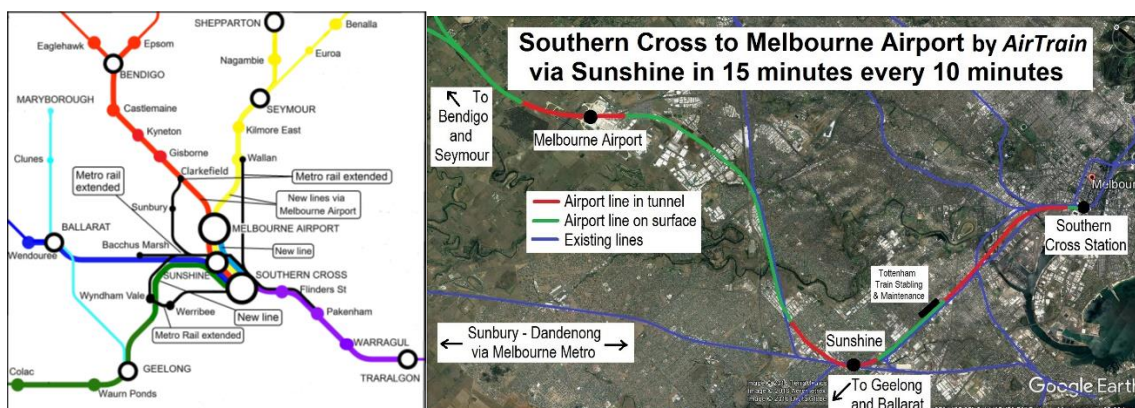 SHEPPARTON
Benalla
Eaglehawk
Epsom
Euroa
Nagambie
BENDIGO
MARYBOROUGH
SEYMOUR
Castlemaine
Kilmore East
Kyneton
Clunes
Gisborne
Wallan
Clarkefield
Metro rail
extended
Metro rail extended
Sunbury
New lines via
Melbourne Airport
BALLARAT
MELBOURNE AIRPORT
Bacchus Marsh
New line
Wendouree
SUNSHINE
SOUTHERN CROSS
Flinders St
Wyndham Vale
Werribee
Pakenham
New line
Metro Rail extended
WARRAGUL
GEELONG
TRARALGON
Colac
Waurn Ponds
Southern Cross to Melbourne Airport by AirTrain
via Sunshine in 15 minutes every 10 minutes
To
Bendigo
and
Seymour
Melbourne Airport
Airport line in tunnel
Airport line on surface
Existing lines
Melbourn
Southern
Cross Station
Tottenham
Train Stabling
& Maintenance
Sunbury - Dandenong
via Melbourne Metro
Sunshine
To Geelong
and Ballarat
Google Earth